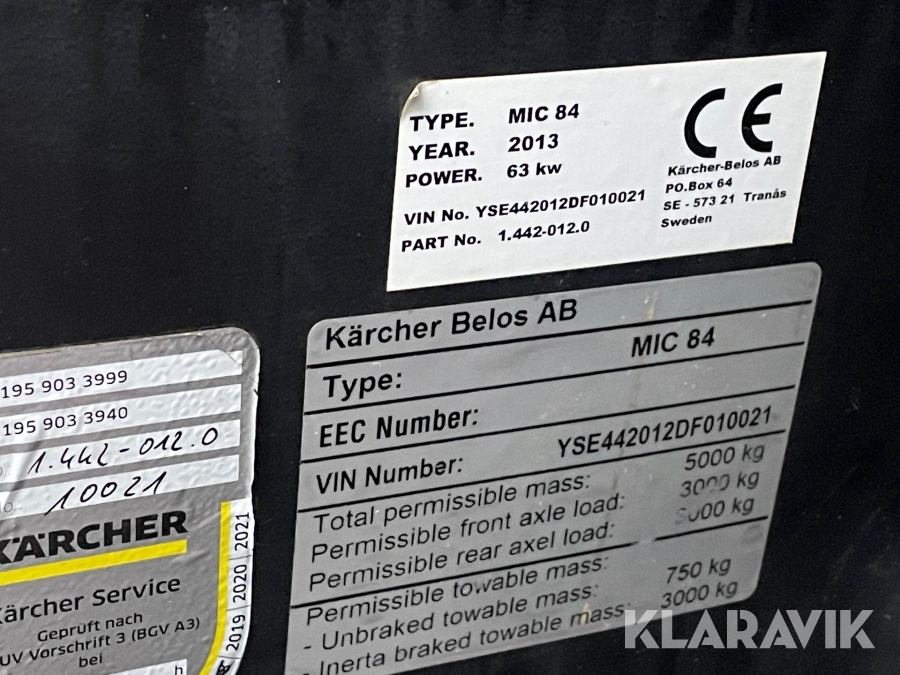 TYPE. MIC 84
YEAR. 2013
POWER. 63 kw
VIN No. YSE442012DF010021
PART No. 1.442-012.0
CE
Kärcher-Belos AB
PO.Box 64
SE - 573 21 Tranås
Sweden
Kärcher Belos AB
Type: MIC 84
EEC Number:
VIN Number: YSE442012DF010021
Total permissible mass: 5000 kg
Permissible front axle load: 3000 kg
Permissible rear axel load: 000 kg
Permissible towable mass:
- Unbraked towable mass: 750 kg
- Inerta braked towable mass: 3000 kg
195 903 3999
195 903 3940
1.442-012.0
10021
KÄRCHER
Kärcher Service
Geprüft nach
UV Vorschrift 3 (BGV A3)
bei
h
2019 2020 2021
KLARAVIK